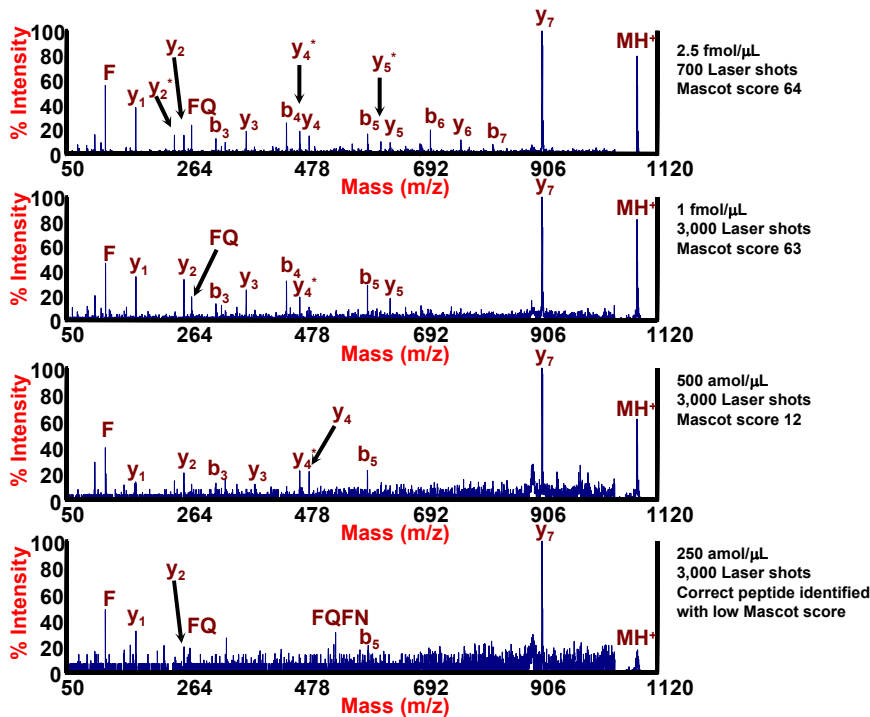 y7
MH+
2.5 fmol/µL
700 Laser shots
Mascot score 64
% Intensity
100
80
60
40
20
0
F
y1
y2*
y2
FQ
b3
y3
b4
y4*
y4
b5
y5*
y5
b6
y6
b7
50 264 478 692 906 1120
Mass (m/z)
y7
MH+
1 fmol/µL
3,000 Laser shots
Mascot score 63
% Intensity
100
80
60
40
20
0
F
y1
y2
FQ
b3
y3
b4
y4*
b5
y5
50 264 478 692 906 1120
Mass (m/z)
y7
MH+
500 amol/µL
3,000 Laser shots
Mascot score 12
% Intensity
100
80
60
40
20
0
F
y1
y2
b3
y3
y4*
y4
b5
50 264 478 692 906 1120
Mass (m/z)
y7
MH+
250 amol/µL
3,000 Laser shots
Correct peptide identified
with low Mascot score
% Intensity
100
80
60
40
20
0
F
y1
y2
FQ
FQFN
b5
50 264 478 692 906 1120
Mass (m/z)